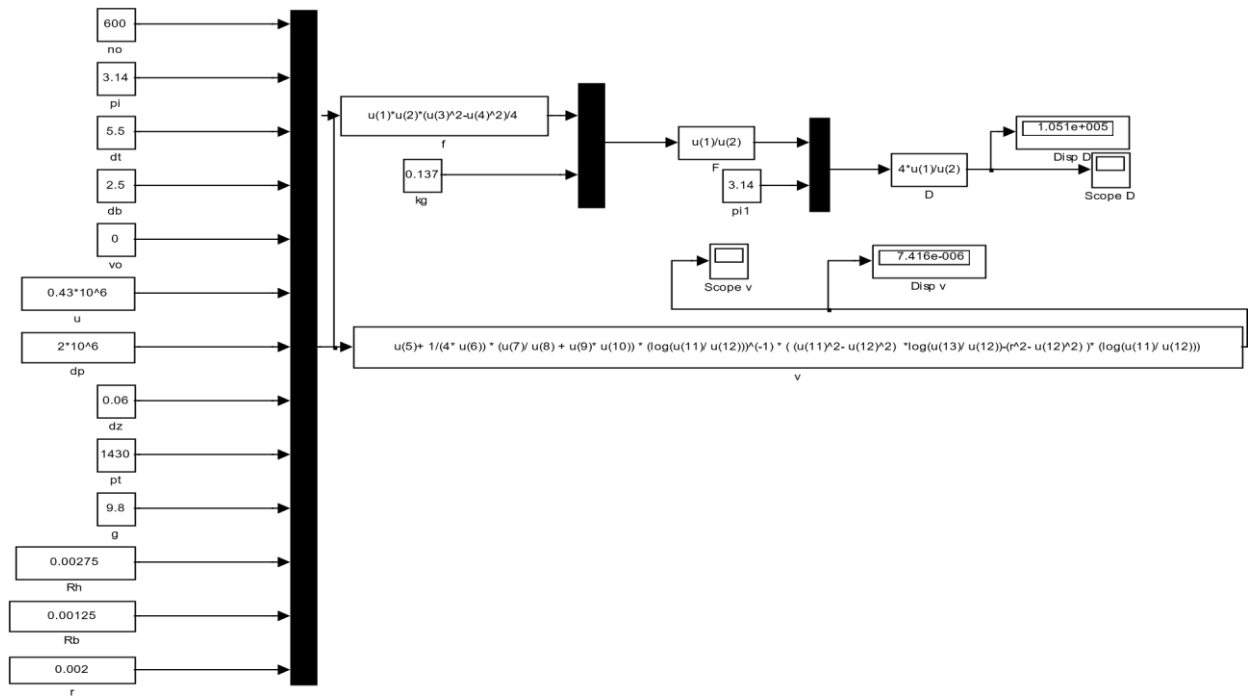 600
no
3.14
pi
5.5
dt
2.5
db
0
vo
0.43*10^6
u
2*10^6
dp
0.06
dz
1430
pt
9.8
g
0.00275
Rh
0.00125
Rb
0.002
r
u(1)*u(2)*(u(3)^2-u(4)^2)/4
f
0.137
kg
u(1)/u(2)
F
3.14
pi1
4*u(1)/u(2)
D
1.051e+005
Disp D
Scope D
Scope v
7.416e-006
Disp v
u(5)+ 1/(4* u(6)) * (u(7)/ u(8) + u(9)* u(10)) * (log(u(11)/ u(12)))^(-1) * ( (u(11)^2- u(12)^2) *log(u(13)/ u(12))-(r^2- u(12)^2) )* (log(u(11)/ u(12)))
v